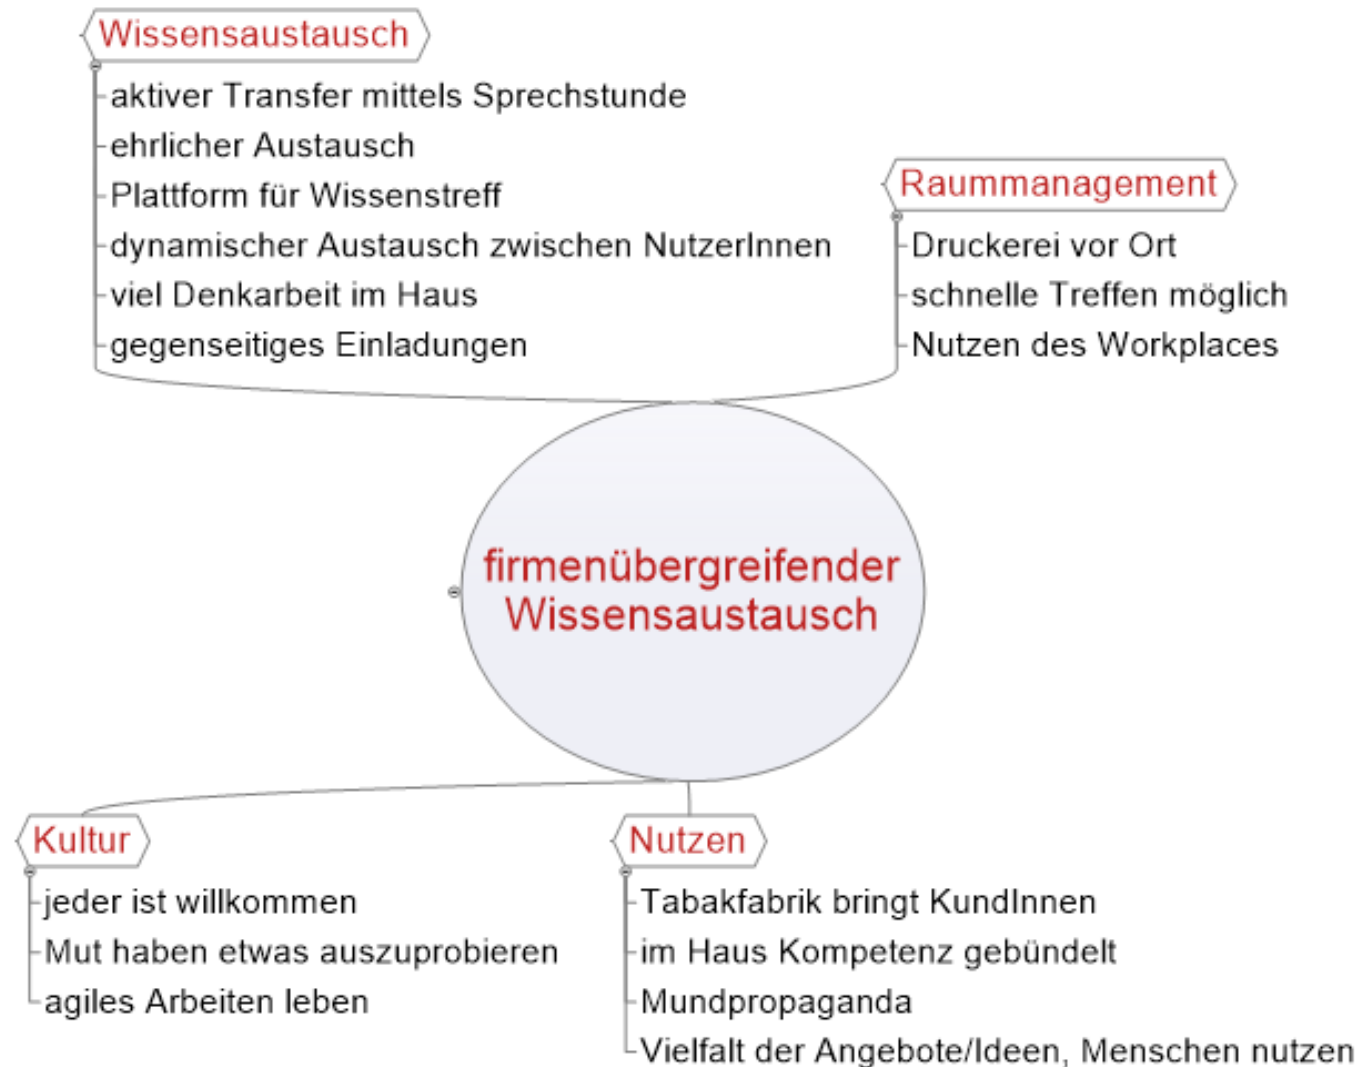 Wissensaustausch
aktiver Transfer mittels Sprechstunde
ehrlicher Austausch
Plattform für Wissenstreff
dynamischer Austausch zwischen NutzerInnen
viel Denkarbeit im Haus
gegenseitiges Einladungen
Raummanagement
Druckerei vor Ort
schnelle Treffen möglich
Nutzen des Workplaces
firmenübergreifender
Wissensaustausch
Kultur
jeder ist willkommen
Mut haben etwas auszuprobieren
agiles Arbeiten leben
Nutzen
Tabakfabrik bringt KundInnen
im Haus Kompetenz gebündelt
Mundpropaganda
Vielfalt der Angebote/Ideen, Menschen nutzen